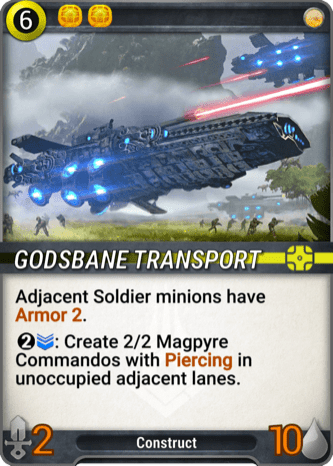 6
GODSBANE TRANSPORT
Adjacent Soldier minions have
Armor 2.
2: Create 2/2 Magpyre
Commandos with Piercing in
unoccupied adjacent lanes.
2
Construct
10